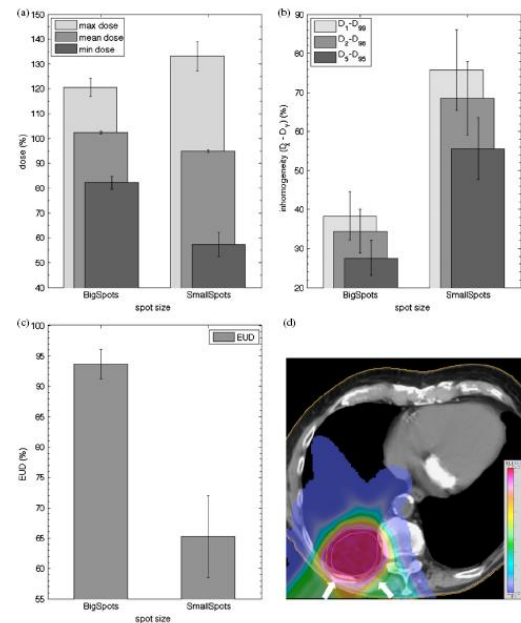 (a)
max dose
mean dose
min dose
150
140
130
120
110
100
90
80
70
60
50
40
dose (%)
BigSpots
SmallSpots
spot size
(b)
D1-D99
D2-D98
D5-D95
100
90
80
70
60
50
40
30
20
BigSpots
SmallSpots
spot size
(c)
EUD
100
95
90
85
80
75
70
65
60
55
EUD (%)
BigSpots
SmallSpots
spot size
(d)